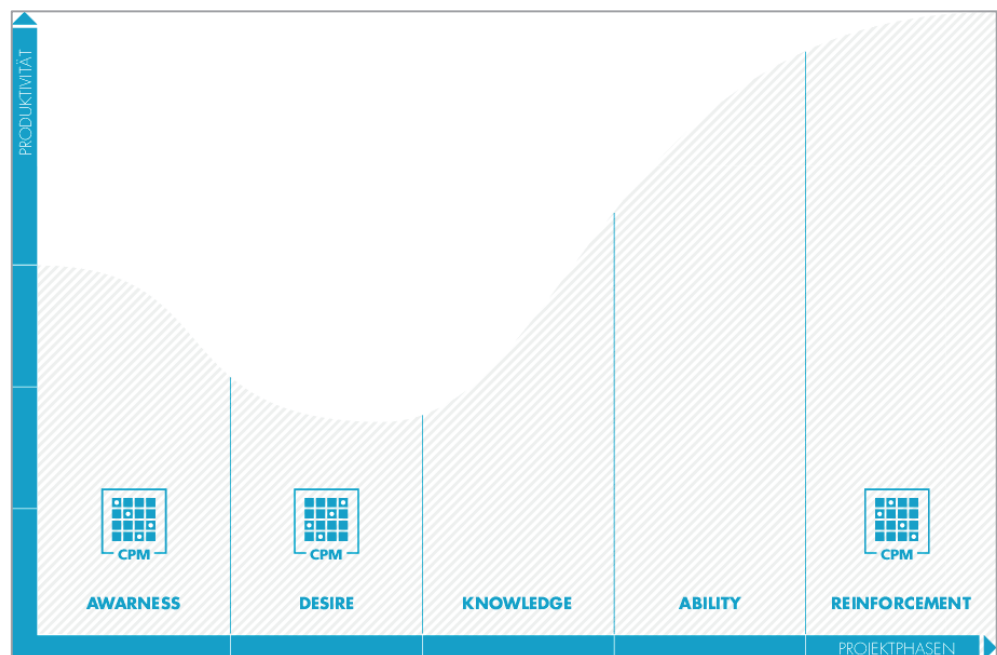 PRODUKTIVITÄT
CPM
CPM
CPM
AWARNESS
DESIRE
KNOWLEDGE
ABILITY
REINFORCEMENT
PROJEKTPHASEN